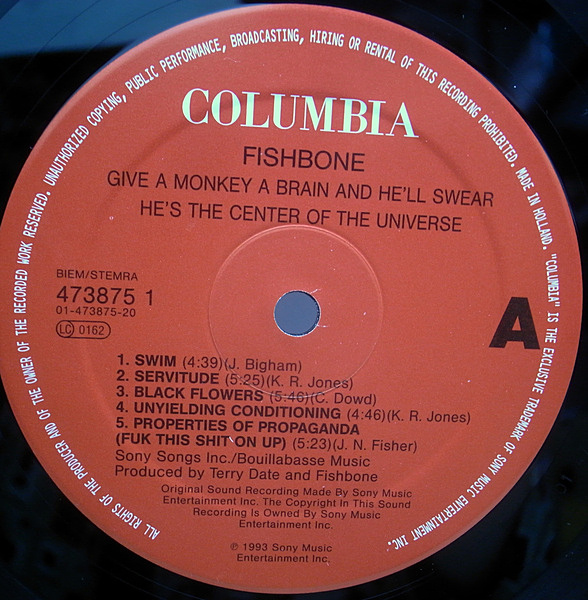 ALL RIGHTS OF THE PRODUCER AND OF THE OWNER OF THE RECORDED WORK RESERVED. UNAUTHORIZED COPYING, PUBLIC PERFORMANCE, BROADCASTING, HIRING OR RENTAL OF THIS RECORDING PROHIBITED. MADE IN HOLLAND. "COLUMBIA" IS THE EXCLUSIVE TRADEMARK OF SONY MUSIC ENTERTAINMENT INC.
COLUMBIA
FISHBONE
GIVE A MONKEY A BRAIN AND HE'LL SWEAR
HE'S THE CENTER OF THE UNIVERSE
BIEM/STEMRA
473875 1
01-473875-20
LC 0162
A
1. SWIM (4:39)(J. Bigham)
2. SERVITUDE (5:25)(K. R. Jones)
3. BLACK FLOWERS (5:46)(C. Dowd)
4. UNYIELDING CONDITIONING (4:46)(K. R. Jones)
5. PROPERTIES OF PROPAGANDA
(FUK THIS SHIT ON UP) (5:23)(J. N. Fisher)
Sony Songs Inc./Bouillabasse Music
Produced by Terry Date and Fishbone
Original Sound Recording Made By Sony Music
Entertainment Inc. The Copyright In This Sound
Recording Is Owned By Sony Music
Entertainment Inc.
℗ 1993 Sony Music
Entertainment Inc.